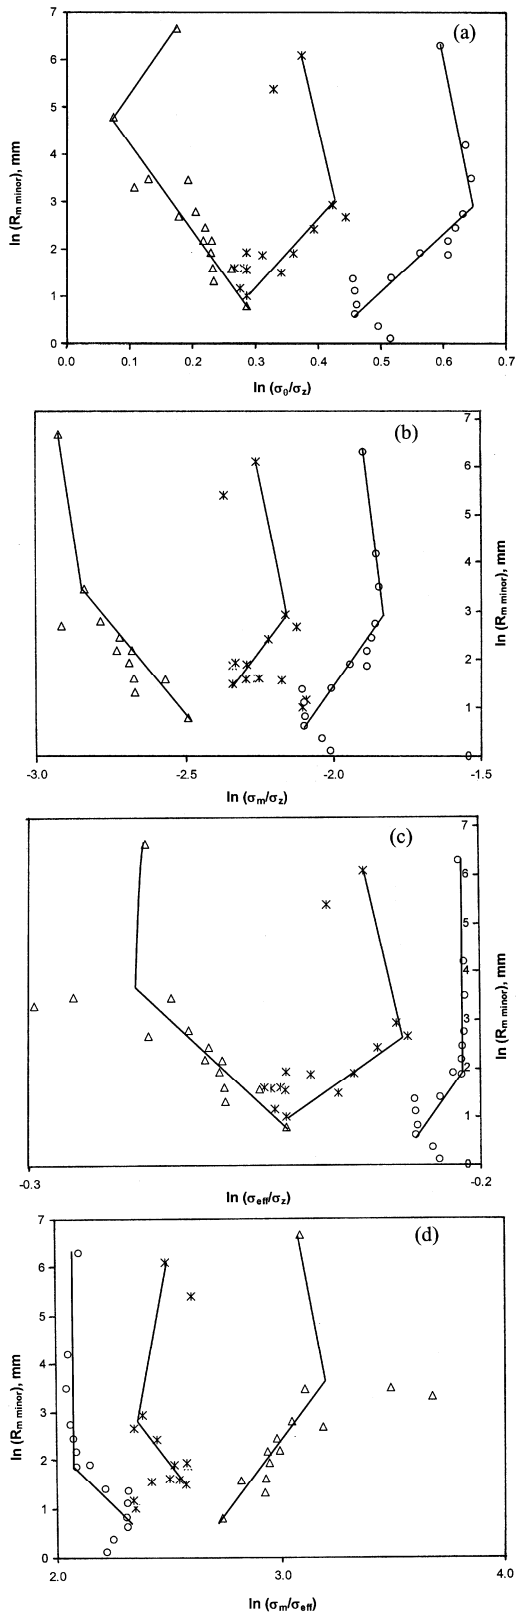 (a)
7
6
5
4
3
2
1
0
ln (Rm minor), mm
0.0 0.1 0.2 0.3 0.4 0.5 0.6 0.7
ln (σ0/σz)
(b)
7
6
5
4
3
2
1
0
ln (Rm minor), mm
-3.0 -2.5 -2.0 -1.5
ln (σm/σz)
(c)
7
6
5
4
3
2
1
0
ln (Rm minor), mm
-0.3 -0.2
ln (σeff/σz)
(d)
7
6
5
4
3
2
1
0
ln (Rm minor), mm
2.0 3.0 4.0
ln (σm/σeff)